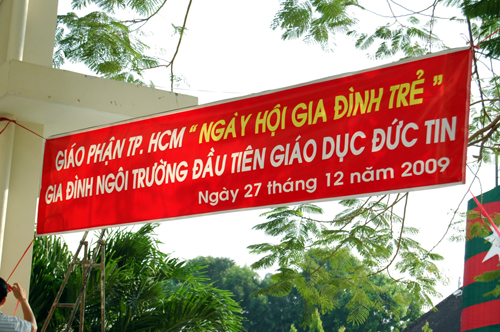 GIÁO PHẬN TP. HCM “NGÀY HỘI GIA ĐÌNH TRẺ”
GIA ĐÌNH NGÔI TRƯỜNG ĐẦU TIÊN GIÁO DỤC ĐỨC TIN
Ngày 27 tháng 12 năm 2009